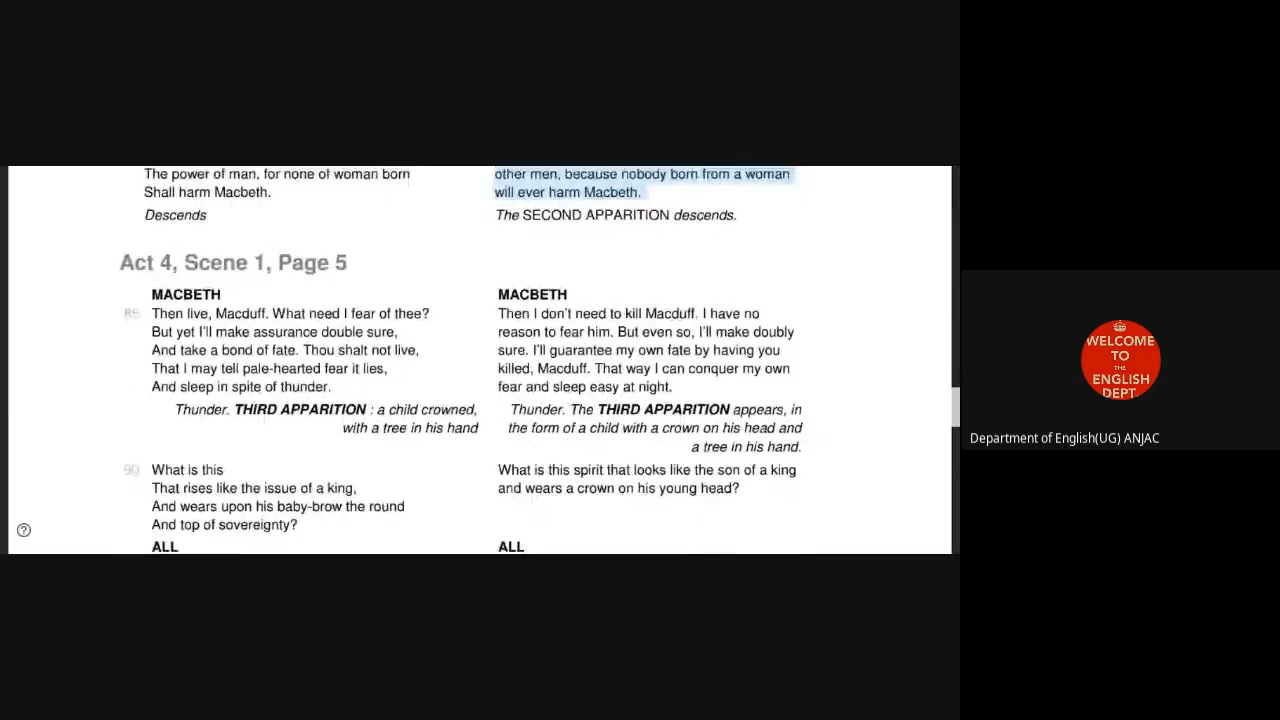 The power of man, for none of woman born
Shall harm Macbeth.
Descends
other men, because nobody born from a woman
will ever harm Macbeth.
The SECOND APPARITION descends.
Act 4, Scene 1, Page 5
MACBETH
85 Then live, Macduff. What need I fear of thee?
But yet I'll make assurance double sure,
And take a bond of fate. Thou shalt not live,
That I may tell pale-hearted fear it lies,
And sleep in spite of thunder.
Thunder. THIRD APPARITION : a child crowned,
with a tree in his hand
90 What is this
That rises like the issue of a king,
And wears upon his baby-brow the round
And top of sovereignty?
ALL
MACBETH
Then I don't need to kill Macduff. I have no
reason to fear him. But even so, I'll make doubly
sure. I'll guarantee my own fate by having you
killed, Macduff. That way I can conquer my own
fear and sleep easy at night.
Thunder. The THIRD APPARITION appears, in
the form of a child with a crown on his head and
a tree in his hand.
What is this spirit that looks like the son of a king
and wears a crown on his young head?
ALL
?
WELCOME
TO
THE
ENGLISH
DEPT.
Department of English(UG) ANJAC